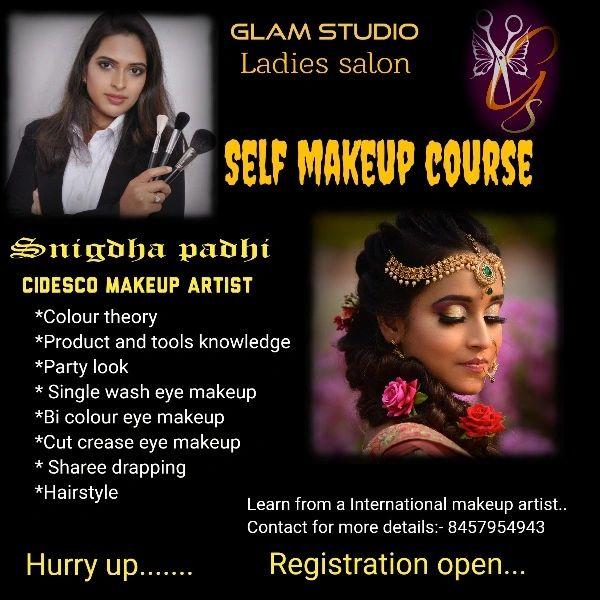 GLAM STUDIO
Ladies salon
Gs
SELF MAKEUP COURSE
Snigdha padhi
CIDESCO MAKEUP ARTIST
*Colour theory
*Product and tools knowledge
*Party look
* Single wash eye makeup
*Bi colour eye makeup
*Cut crease eye makeup
* Sharee drapping
*Hairstyle
Learn from a International makeup artist..
Contact for more details:- 8457954943
Hurry up.......
Registration open...